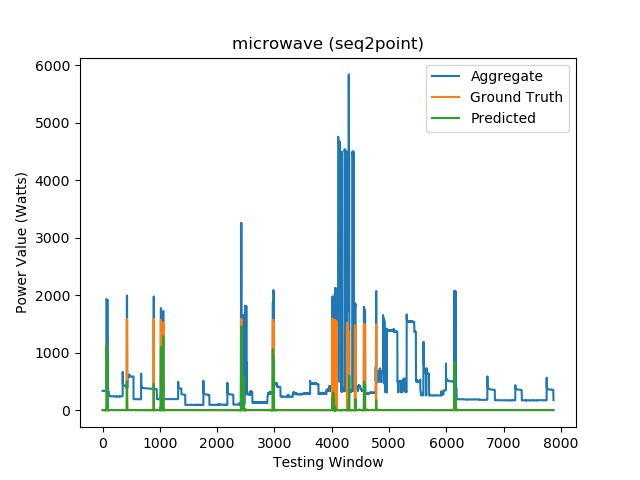 microwave (seq2point)
Aggregate
Ground Truth
Predicted
Power Value (Watts)
6000
5000
4000
3000
2000
1000
0
0 1000 2000 3000 4000 5000 6000 7000 8000
Testing Window